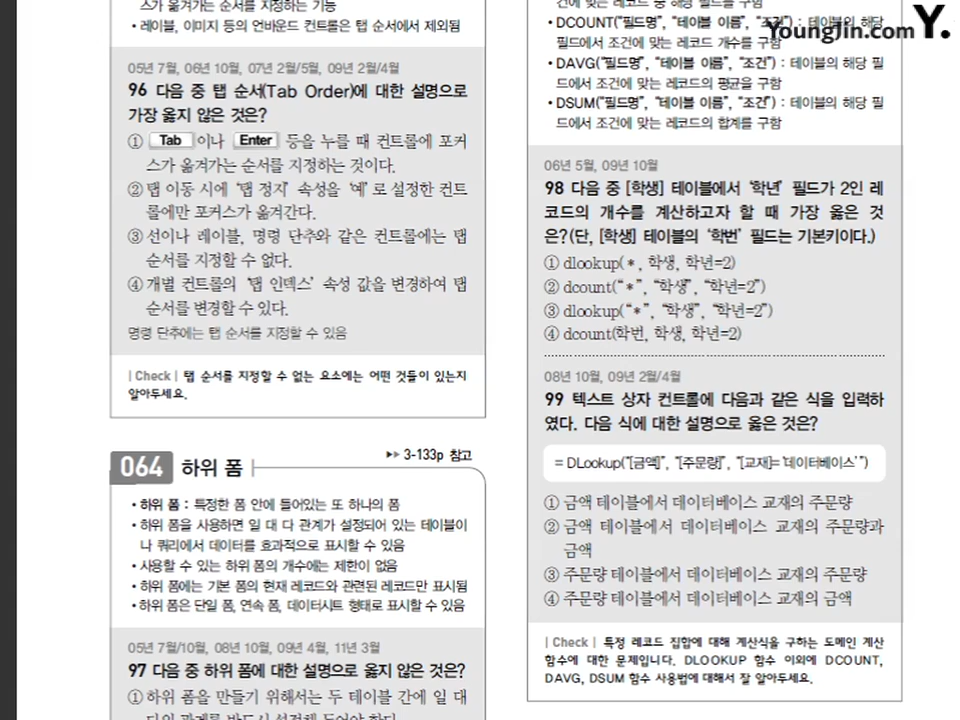 스가 옮겨가는 순서를 지정하는 기능
• 레이블, 이미지 등의 언바운드 컨트롤은 탭 순서에서 제외됨
05년 7월, 06년 10월, 07년 2월/5월, 09년 2월/4월
96 다음 중 탭 순서(Tab Order)에 대한 설명으로
가장 옳지 않은 것은?
① Tab 이나 Enter 등을 누를 때 컨트롤에 포커
스가 옮겨가는 순서를 지정하는 것이다.
② 탭 이동 시에 ‘탭 정지’ 속성을 ‘예’로 설정한 컨트
롤에만 포커스가 옮겨간다.
③ 선이나 레이블, 명령 단추와 같은 컨트롤에는 탭
순서를 지정할 수 없다.
④ 개별 컨트롤의 ‘탭 인덱스’ 속성 값을 변경하여 탭
순서를 변경할 수 있다.
명령 단추에는 탭 순서를 지정할 수 있음
| Check | 탭 순서를 지정할 수 없는 요소에는 어떤 것들이 있는지
알아두세요.
▶▶ 3-133p 참고
064 하위 폼
• 하위 폼 : 특정한 폼 안에 들어있는 또 하나의 폼
• 하위 폼을 사용하면 일 대 다 관계가 설정되어 있는 테이블이
나 쿼리에서 데이터를 효과적으로 표시할 수 있음
• 사용할 수 있는 하위 폼의 개수에는 제한이 없음
• 하위 폼에는 기본 폼의 현재 레코드와 관련된 레코드만 표시됨
• 하위 폼은 단일 폼, 연속 폼, 데이터시트 형태로 표시할 수 있음
05년 7월/10월, 08년 10월, 09년 4월, 11년 3월
97 다음 중 하위 폼에 대한 설명으로 옳지 않은 것은?
① 하위 폼을 만들기 위해서는 두 테이블 간에 일 대
다의 관계를 반드시 설정해 두어야 한다.
건에 맞는 레코드 중 해당 필드를 구함
• DCOUNT(“필드명”, “테이블 이름”, “조건”) : 테이블의 해당
필드에서 조건에 맞는 레코드 개수를 구함
• DAVG(“필드명”, “테이블 이름”, “조건”) : 테이블의 해당 필
드에서 조건에 맞는 레코드의 평균을 구함
• DSUM(“필드명”, “테이블 이름”, “조건”) : 테이블의 해당 필
드에서 조건에 맞는 레코드의 합계를 구함
YoungJin.com Y.
06년 5월, 09년 10월
98 다음 중 [학생] 테이블에서 ‘학년’ 필드가 2인 레
코드의 개수를 계산하고자 할 때 가장 옳은 것
은?(단, [학생] 테이블의 ‘학번’ 필드는 기본키이다.)
① dlookup(*, 학생, 학년=2)
② dcount(“*”, “학생”, “학년=2”)
③ dlookup(“*”, “학생”, “학년=2”)
④ dcount(학번, 학생, 학년=2)
08년 10월, 09년 2월/4월
99 텍스트 상자 컨트롤에 다음과 같은 식을 입력하
였다. 다음 식에 대한 설명으로 옳은 것은?
= DLookup(“[금액]”, “[주문량]”, “[교재]=‘데이터베이스’”)
① 금액 테이블에서 데이터베이스 교재의 주문량
② 금액 테이블에서 데이터베이스 교재의 주문량과
금액
③ 주문량 테이블에서 데이터베이스 교재의 주문량
④ 주문량 테이블에서 데이터베이스 교재의 금액
| Check | 특정 레코드 집합에 대해 계산식을 구하는 도메인 계산
함수에 대한 문제입니다. DLOOKUP 함수 이외에 DCOUNT,
DAVG, DSUM 함수 사용법에 대해서 잘 알아두세요.